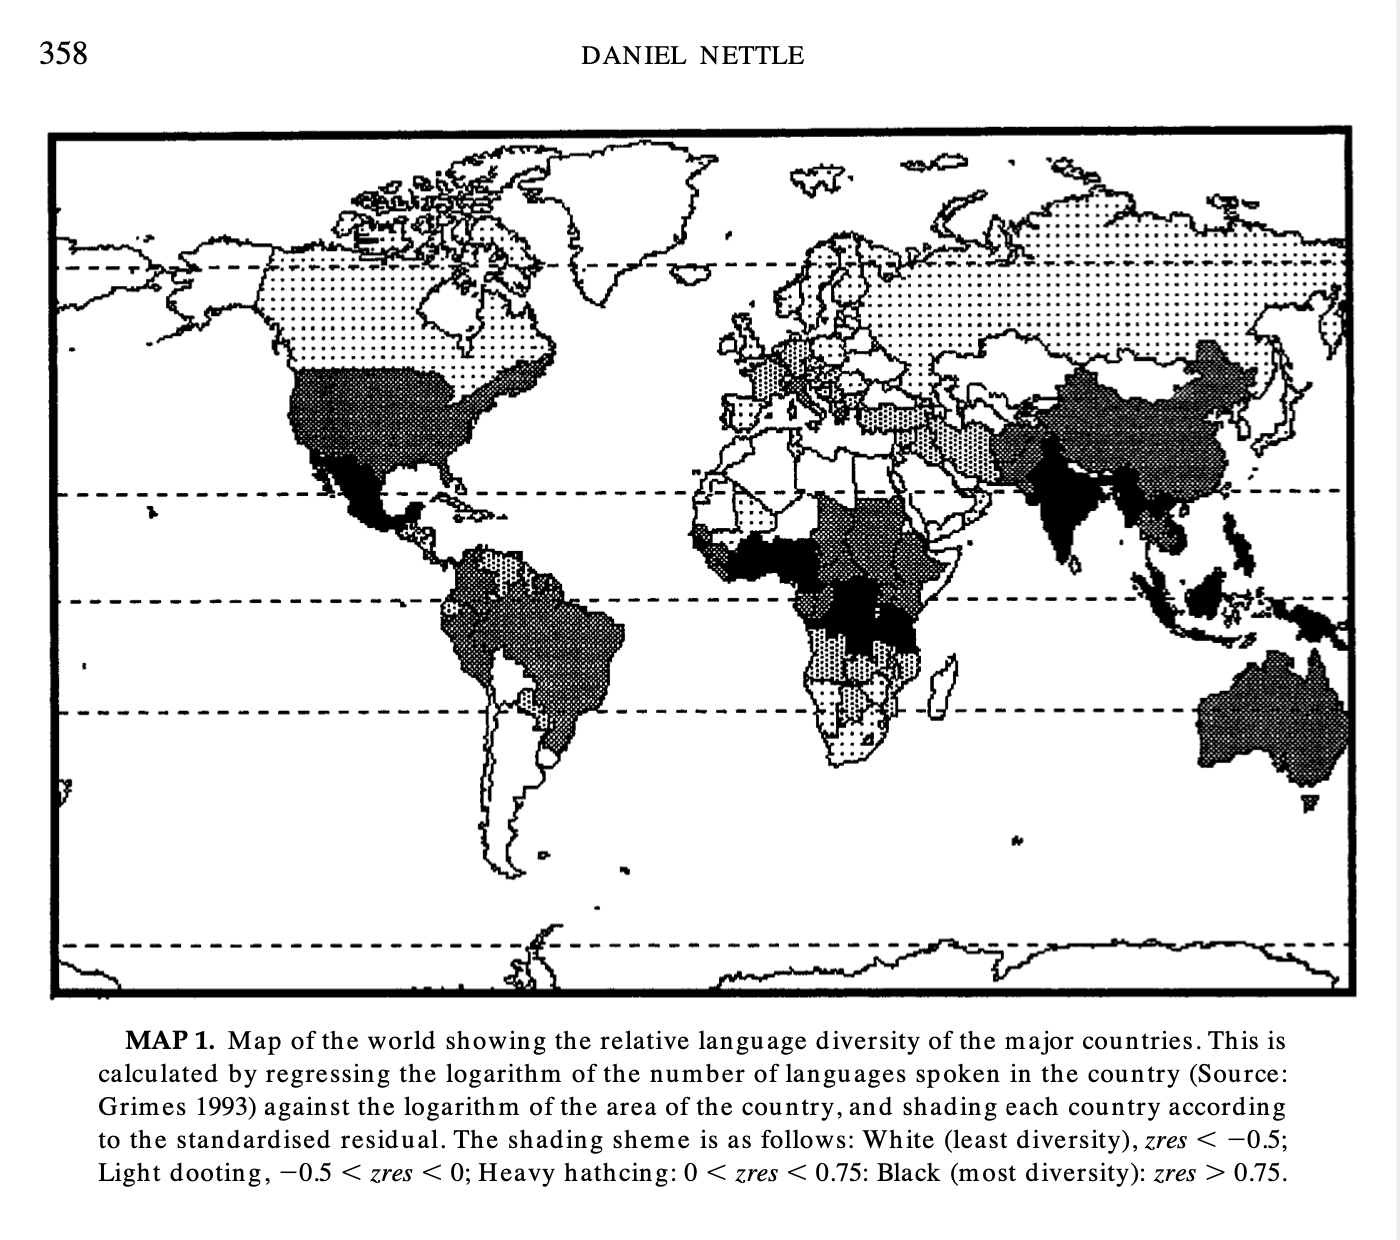 358
DANIEL NETTLE
MAP 1. Map of the world showing the relative language diversity of the major countries. This is
calculated by regressing the logarithm of the number of languages spoken in the country (Source:
Grimes 1993) against the logarithm of the area of the country, and shading each country according
to the standardised residual. The shading sheme is as follows: White (least diversity), zres < −0.5;
Light dooting, −0.5 < zres < 0; Heavy hathcing: 0 < zres < 0.75: Black (most diversity): zres > 0.75.